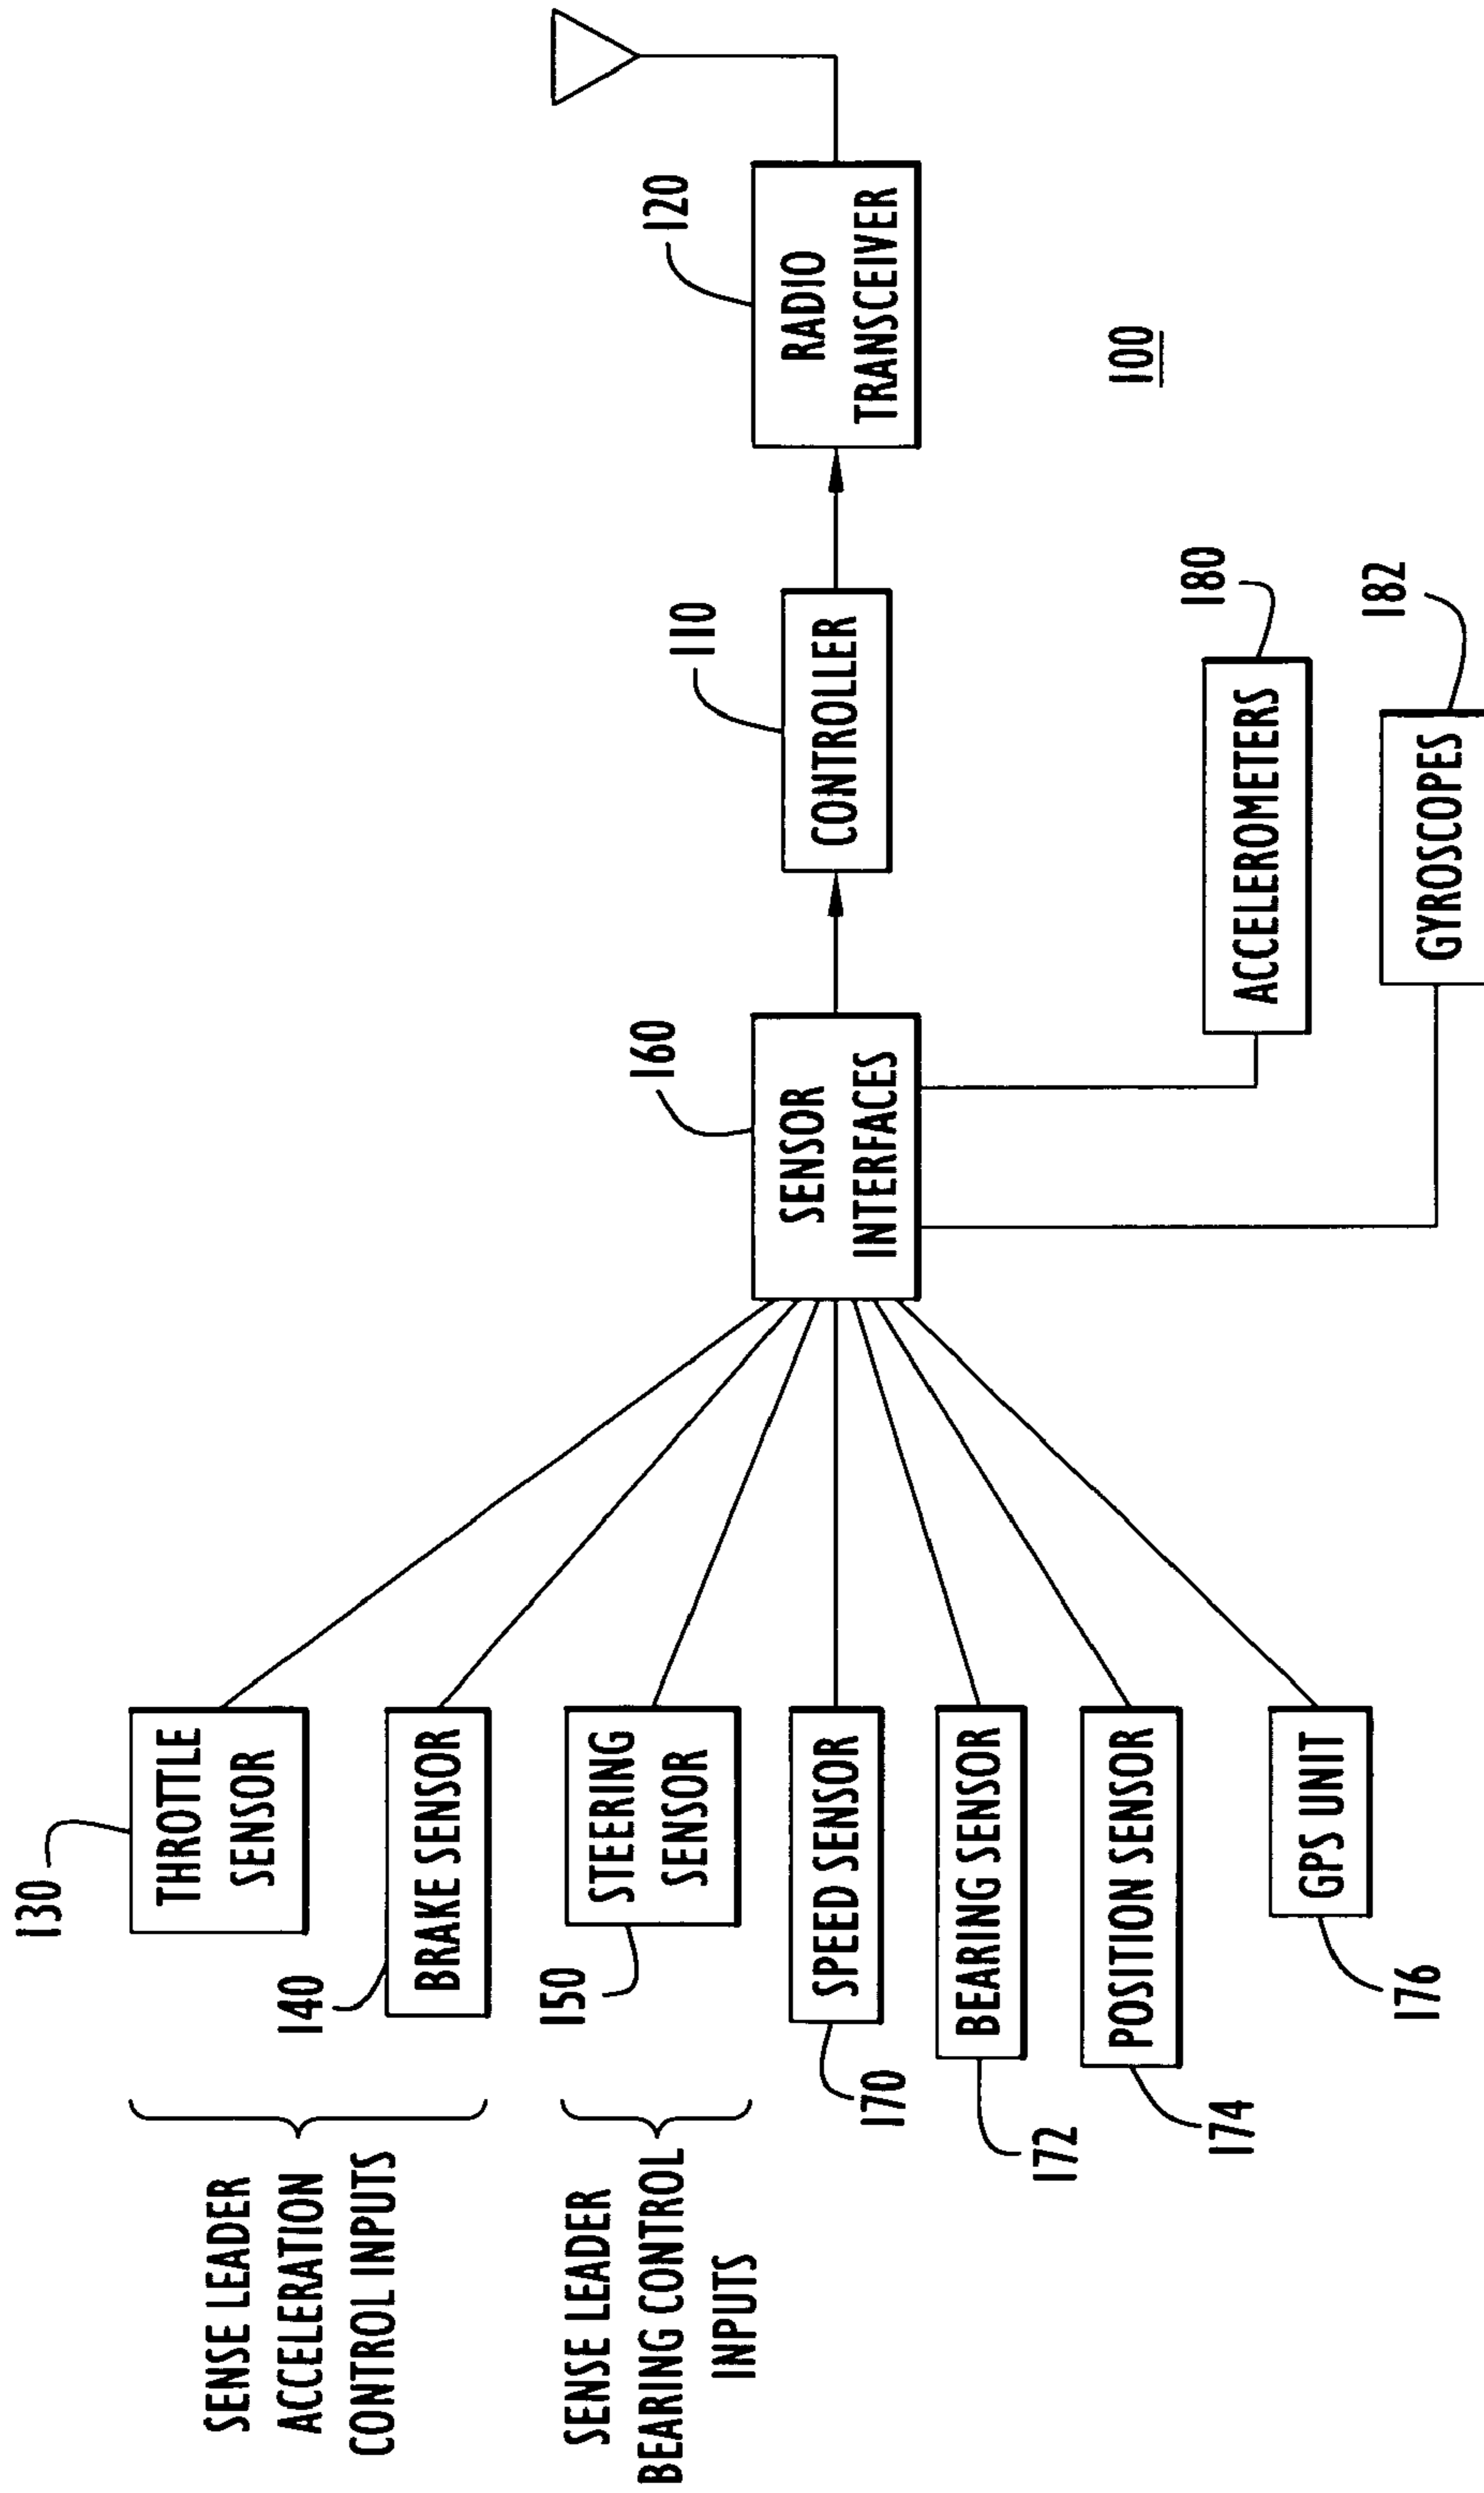 130
THROTTLE
SENSOR
SENSE LEADER
ACCELERATION
CONTROL INPUTS
140
BRAKE SENSOR
150
STEERING
SENSOR
SENSE LEADER
BEARING CONTROL
INPUTS
170
SPEED SENSOR
172
BEARING SENSOR
174
POSITION SENSOR
176
GPS UNIT
160
SENSOR
INTERFACES
110
CONTROLLER
120
RADIO
TRANSCEIVER
100
180
ACCELEROMETERS
182
GYROSCOPES